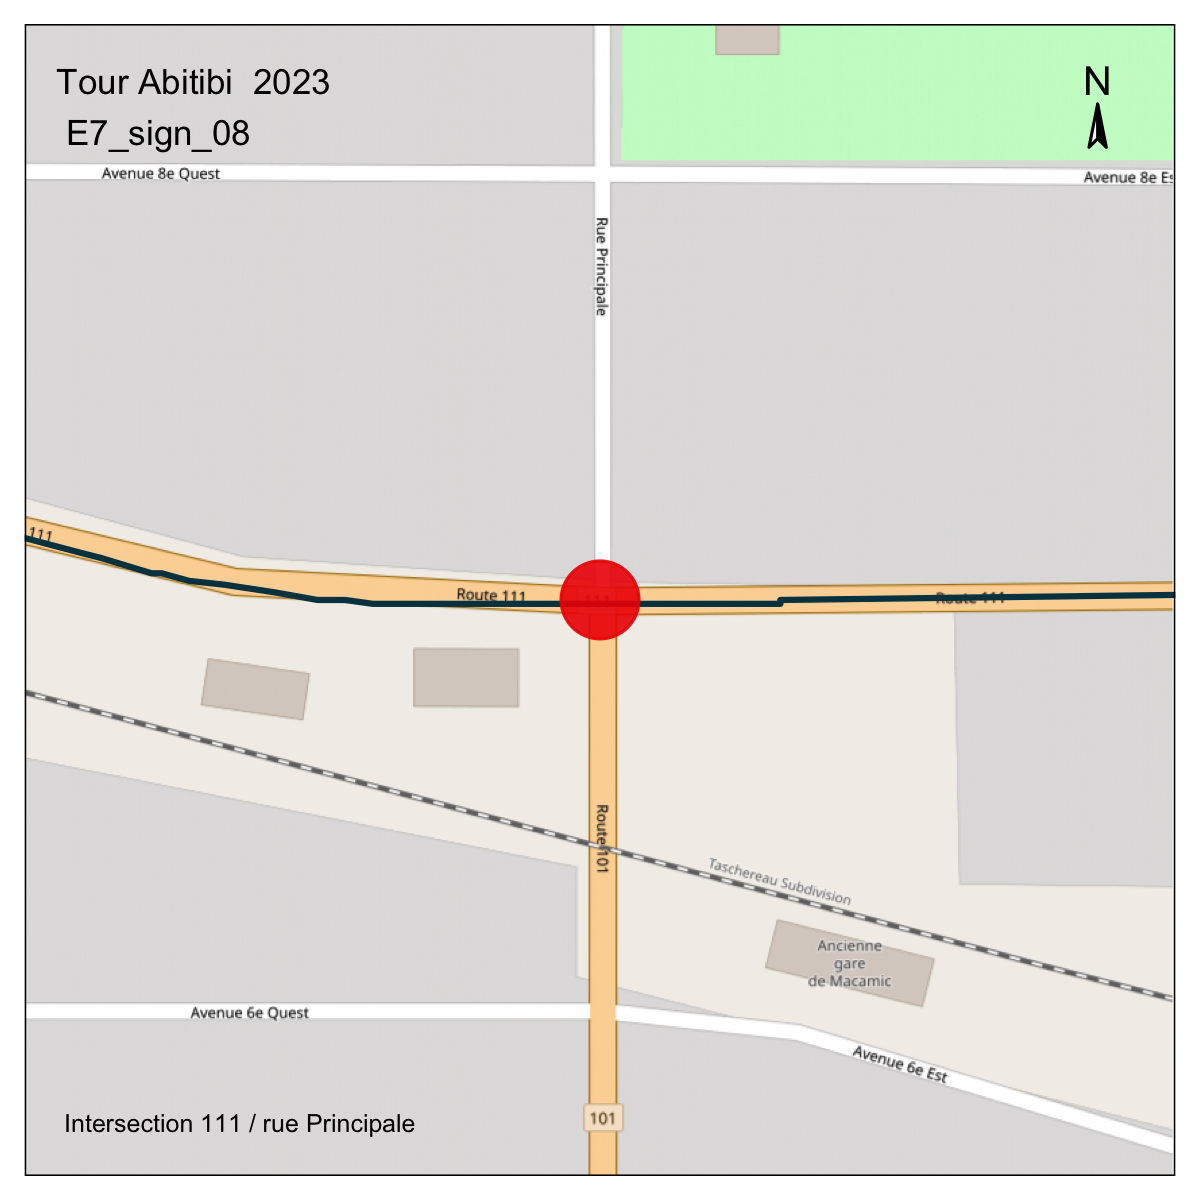 Tour Abitibi  2023
E7_sign_08
N
Avenue 8e Ouest
Avenue 8e Es
Rue Principale
111
Route 111
Route 111
Route 101
Taschereau Subdivision
Ancienne
gare
de Macamic
Avenue 6e Ouest
Avenue 6e Est
Intersection 111 / rue Principale
101